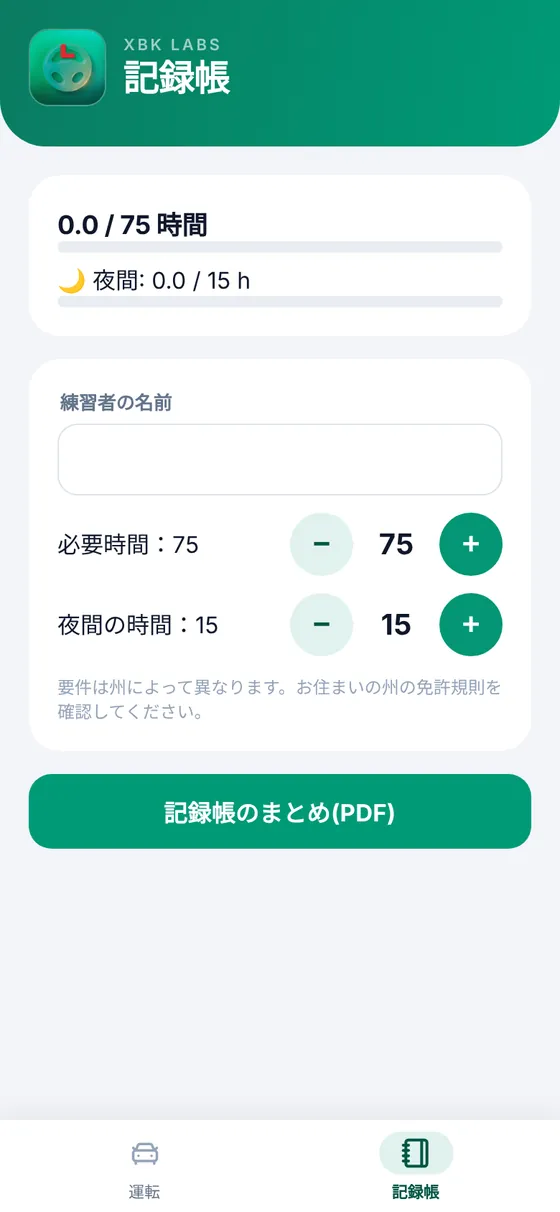 XBK LABS
記録帳
0.0 / 75 時間
🌙 夜間: 0.0 / 15 h
練習者の名前
必要時間：75
− 75 +
夜間の時間：15
− 15 +
要件は州によって異なります。お住まいの州の免許規則を
確認してください。
記録帳のまとめ(PDF)
運転
記録帳